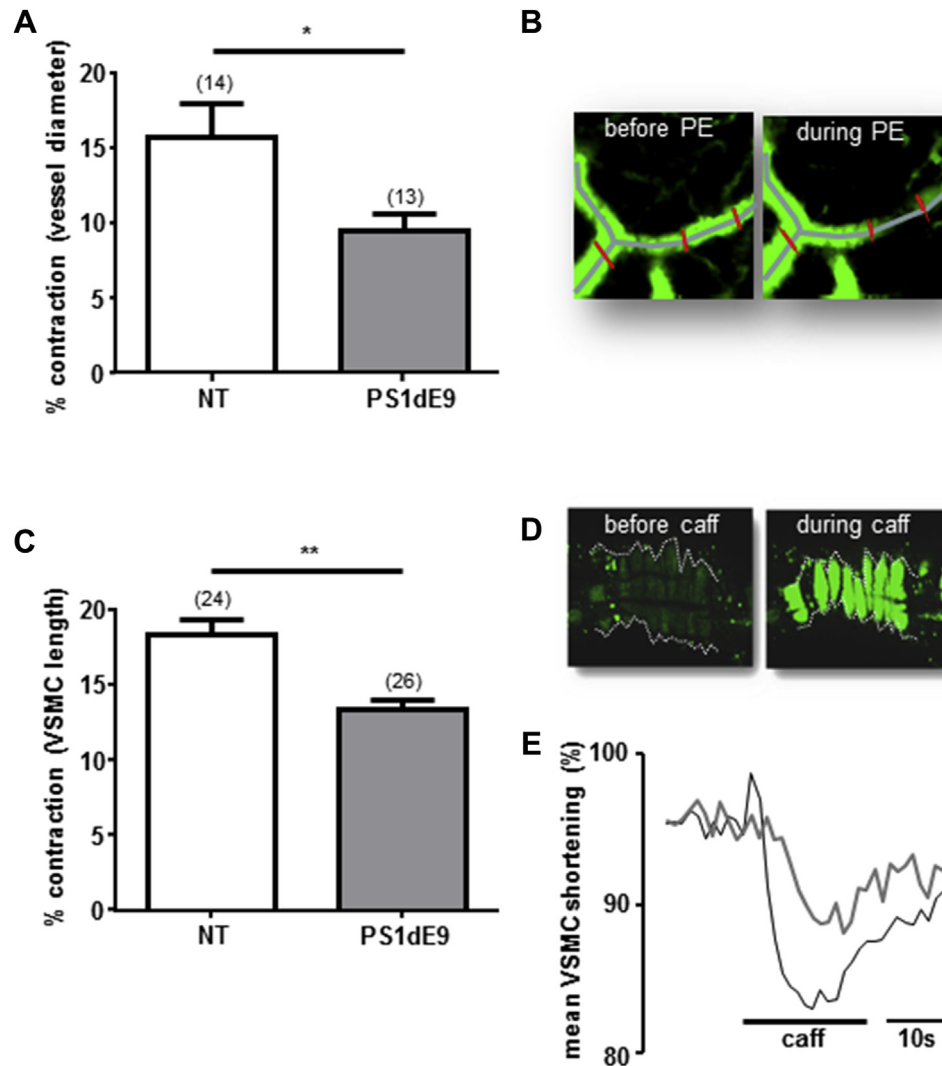 A
*
% contraction (vessel diameter)
20
15
10
5
0
(14)
(13)
NT
PS1dE9
B
before PE
during PE
C
**
% contraction (VSMC length)
20
15
10
5
0
(24)
(26)
NT
PS1dE9
D
before caff
during caff
E
mean VSMC shortening (%)
100
90
80
caff
10s